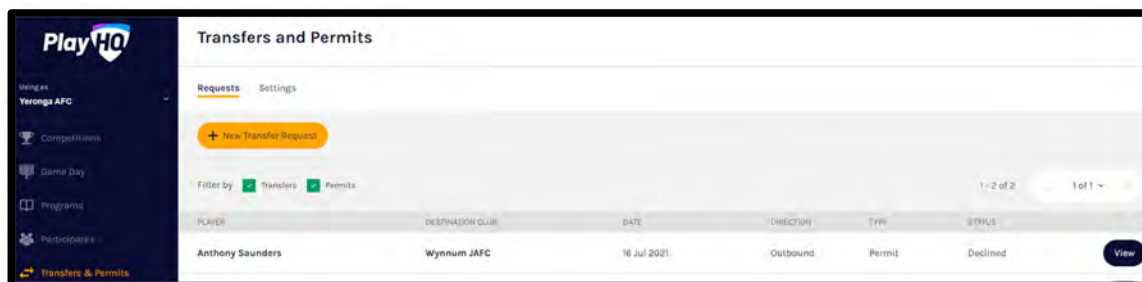 PlayHQ
Transfers and Permits
Using as
Yeronga AFC
Requests Settings
Competitions
+ New Transfer Request
Game Day
Filter by Transfers Permits 1-2 of 2 1 of 1
Programs
PLAYER DESTINATION CLUB DATE DIRECTION TYPE STATUS
Participants
Anthony Saunders Wynnum JAFC 16 Jul 2021 Outbound Permit Declined View
Transfers & Permits